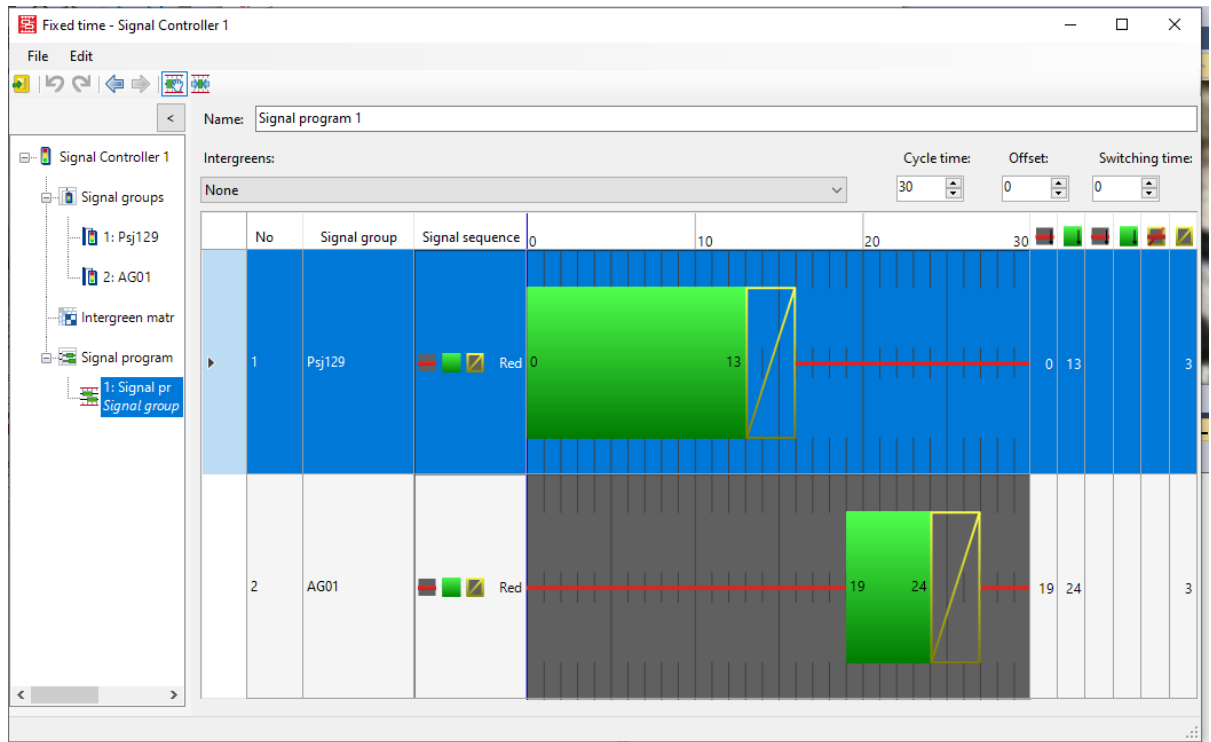 Fixed time - Signal Controller 1
File Edit
<
Name: Signal program 1
Signal Controller 1
Signal groups
1: Psj129
2: AG01
Intergreen matr
Signal program
1: Signal pr
Signal group
Intergreens: Cycle time: Offset: Switching time:
None 30 0 0
No Signal group Signal sequence 0 10 20 30
1 Psj129 Red 0 13 0 13 3
2 AG01 Red 19 24 19 24 3